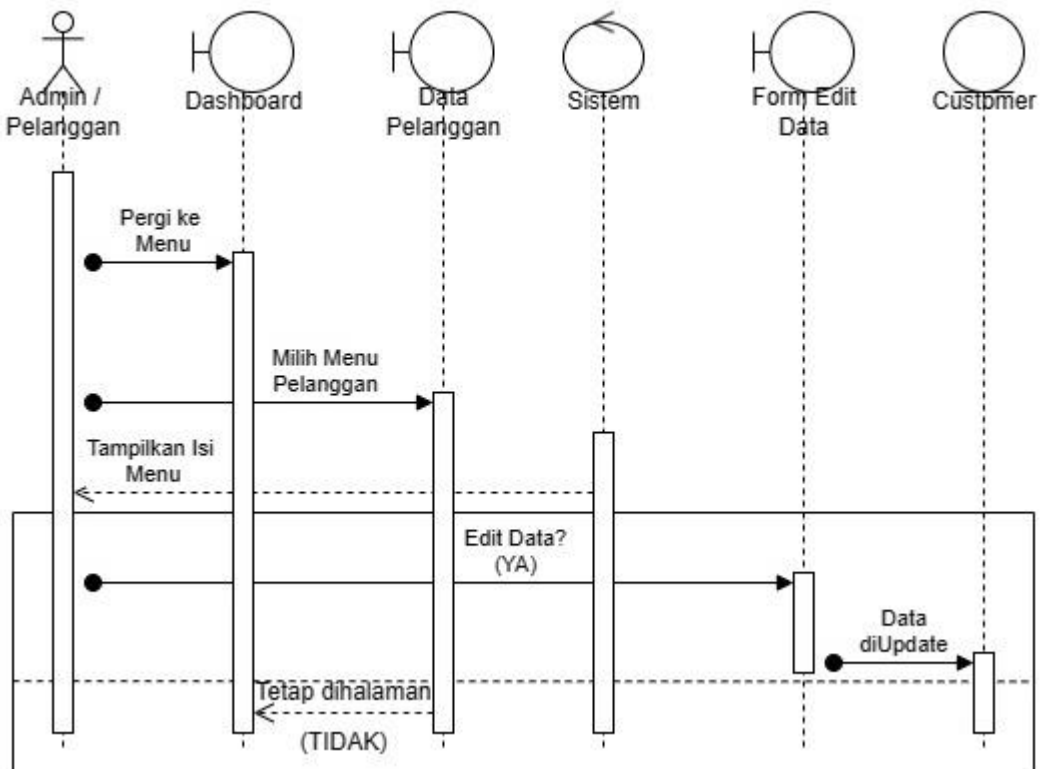 Admin /
Pelanggan
Dashboard
Data
Pelanggan
Sistem
Form Edit
Data
Customer
Pergi ke
Menu
Milih Menu
Pelanggan
Tampilkan Isi
Menu
Edit Data?
(YA)
Data
diUpdate
Tetap dihalaman
(TIDAK)